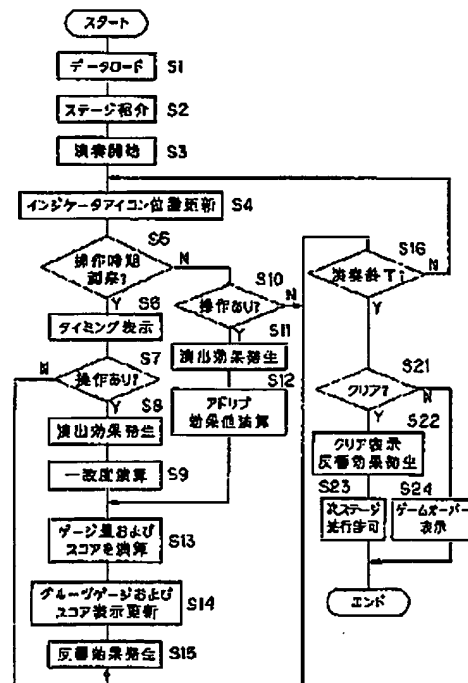 スタート
データロード S1
ステージ紹介 S2
演奏開始 S3
インジケータアイコン位置更新 S4
S5
操作時期
到来?
N
Y
S6
タイミング表示
S7
N
操作あり?
Y
S8
演出効果発生
一致度演算 S9
S10
操作あり?
N
Y
S11
演出効果発生
S12
アドリブ
効果値演算
ゲージ量および
スコアを演算 S13
グルーヴゲージおよび
スコア表示更新 S14
反響効果発生 S15
S16
演奏終了?
N
Y
S21
クリア?
N
Y
S22
クリア表示
反響効果発生
S23
次ステージ
進行許可
S24
ゲームオーバー
表示
エンド